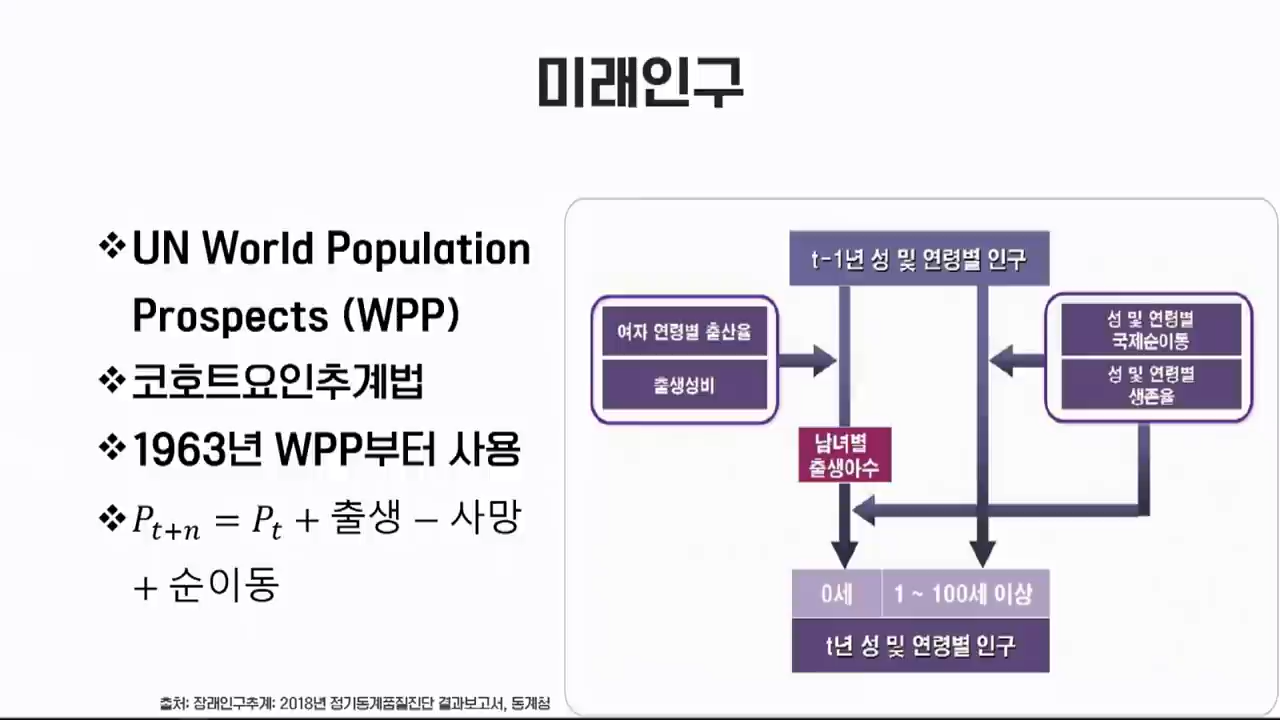 미래인구
❖UN World Population
Prospects (WPP)
❖코호트요인추계법
❖1963년 WPP부터 사용
❖P_{t+n} = P_t + 출생 − 사망
+ 순이동
t-1년 성 및 연령별 인구
여자 연령별 출산율
출생성비
성 및 연령별
국제순이동
성 및 연령별
생존율
남녀별
출생아수
0세
1 ~ 100세 이상
t년 성 및 연령별 인구
출처: 장래인구추계: 2018년 정기통계품질진단 결과보고서, 통계청